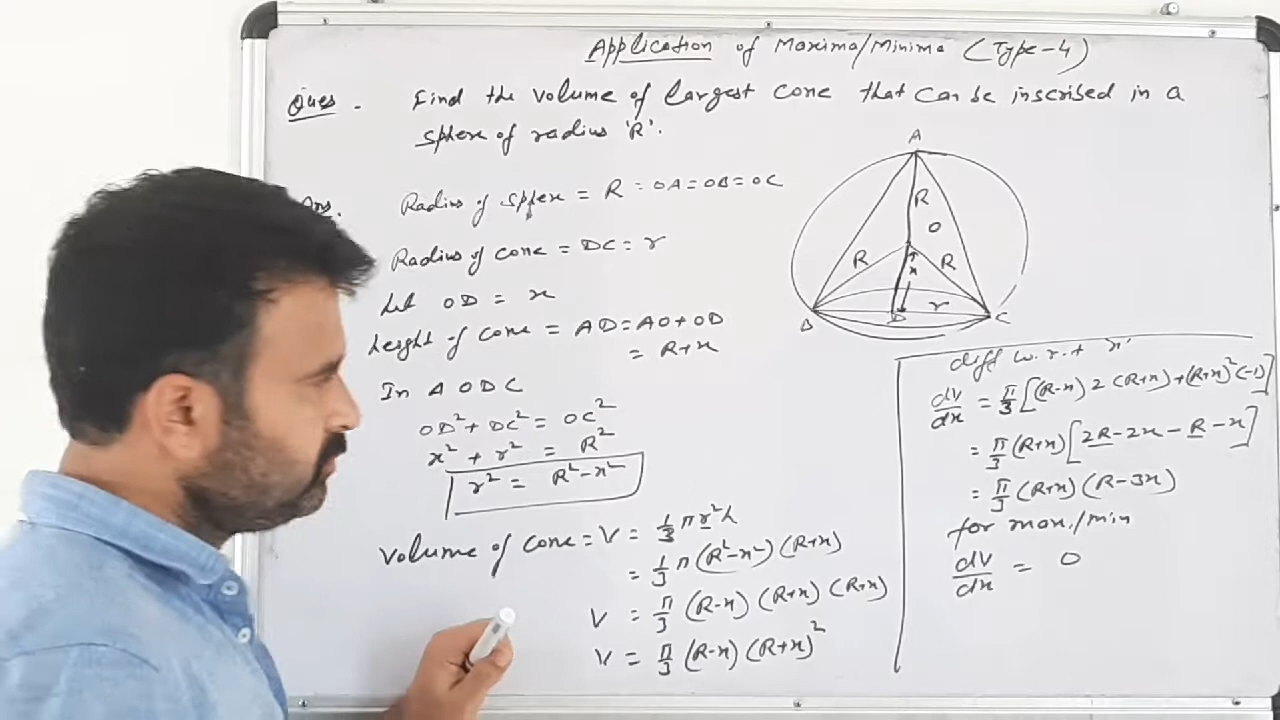 Application of Maxima/Minima (Type-4)
Ques. Find the volume of largest cone that can be inscribed in a
sphere of radius 'R'.
Ans. Radius of sphere = R = OA = OB = OC
Radius of cone = DC = r
Let OD = x
height of cone = AD = AO + OD
= R+x
In Δ ODC
OD² + DC² = OC²
x² + r² = R²
r² = R²-x²
Volume of cone = V = 1/3 π r² h
= 1/3 π (R²-x²) (R+x)
V = π/3 (R-x) (R+x) (R+x)
V = π/3 (R-x) (R+x)²
A
R
O
R
R
x
r
B
D
C
diff w.r.t 'x'
dv/dx = π/3 [(R-x) 2 (R+x) + (R+x)² (-1)]
= π/3 (R+x) [2R - 2x - R - x]
= π/3 (R+x) (R-3x)
for max./min
dv/dx = 0